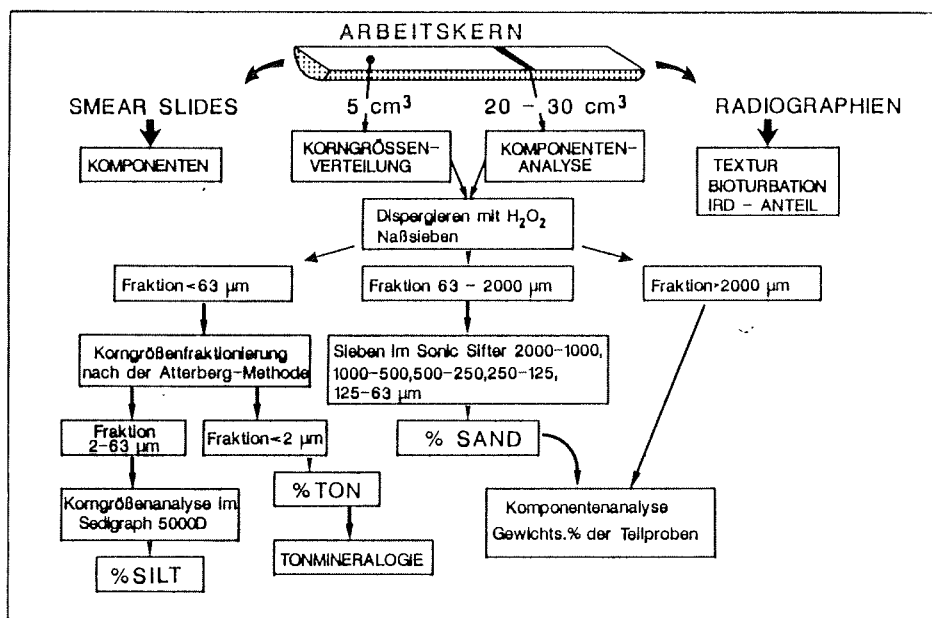 ARBEITSKERN
SMEAR SLIDES
5 cm³
20 – 30 cm³
RADIOGRAPHIEN
KOMPONENTEN
KORNGRÖSSEN-
VERTEILUNG
KOMPONENTEN-
ANALYSE
TEXTUR
BIOTURBATION
IRD – ANTEIL
Dispergieren mit H₂O₂
Naßsieben
Fraktion<63 µm
Fraktion 63 – 2000 µm
Fraktion>2000 µm
Korngrößenfraktionierung
nach der Atterberg-Methode
Sieben im Sonic Sifter 2000-1000,
1000-500,500-250,250-125,
125-63 µm
Fraktion
2-63 µm
Fraktion<2 µm
% SAND
% TON
Korngrößenanalyse im
Sedigraph 5000D
Komponentenanalyse
Gewichts.% der Teilproben
TONMINERALOGIE
%SILT